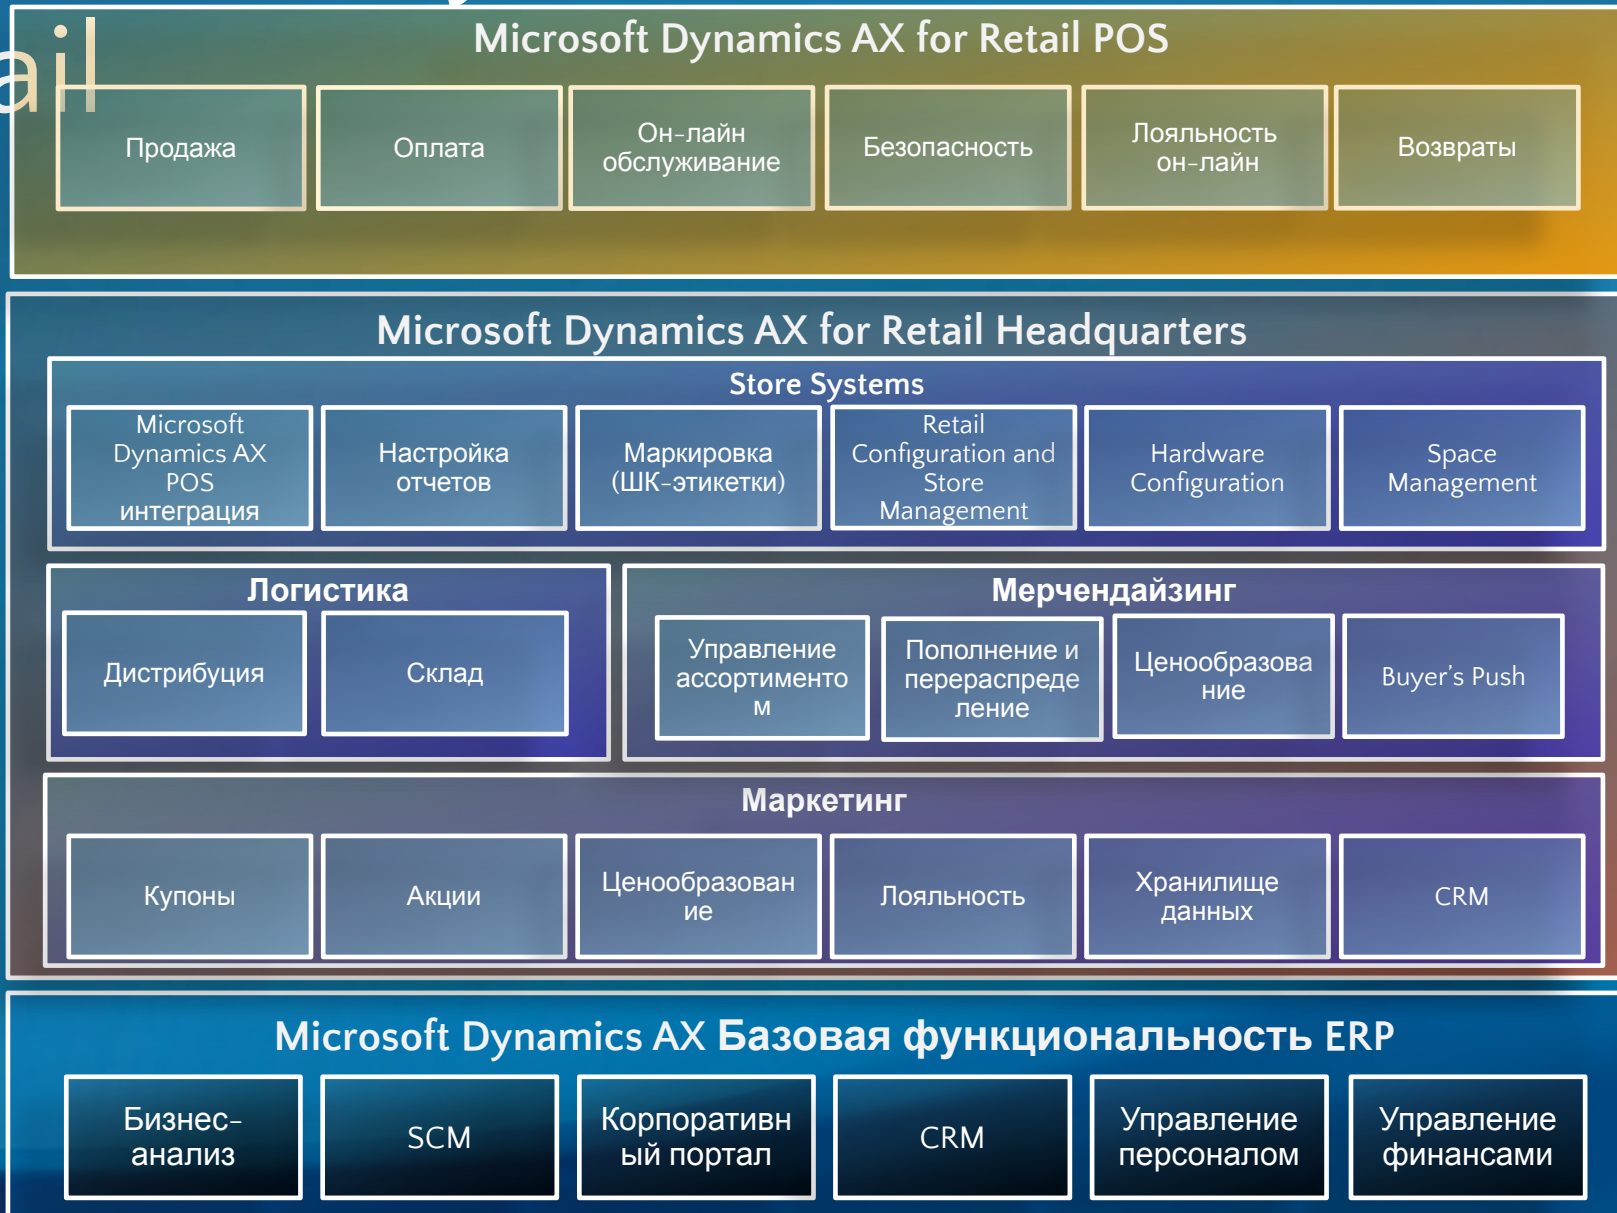 ail
Microsoft Dynamics AX for Retail POS
Продажа
Оплата
Он-лайн
обслуживание
Безопасность
Лояльность
он-лайн
Возвраты
Microsoft Dynamics AX for Retail Headquarters
Store Systems
Microsoft
Dynamics AX
POS
интеграция
Настройка
отчетов
Маркировка
(ШК-этикетки)
Retail
Configuration and
Store
Management
Hardware
Configuration
Space
Management
Логистика
Дистрибуция
Склад
Мерчендайзинг
Управление
ассортименто
м
Пополнение и
перераспреде
ление
Ценообразова
ние
Buyer's Push
Маркетинг
Купоны
Акции
Ценообразован
ие
Лояльность
Хранилище
данных
CRM
Microsoft Dynamics AX Базовая функциональность ERP
Бизнес-
анализ
SCM
Корпоративн
ый портал
CRM
Управление
персоналом
Управление
финансами